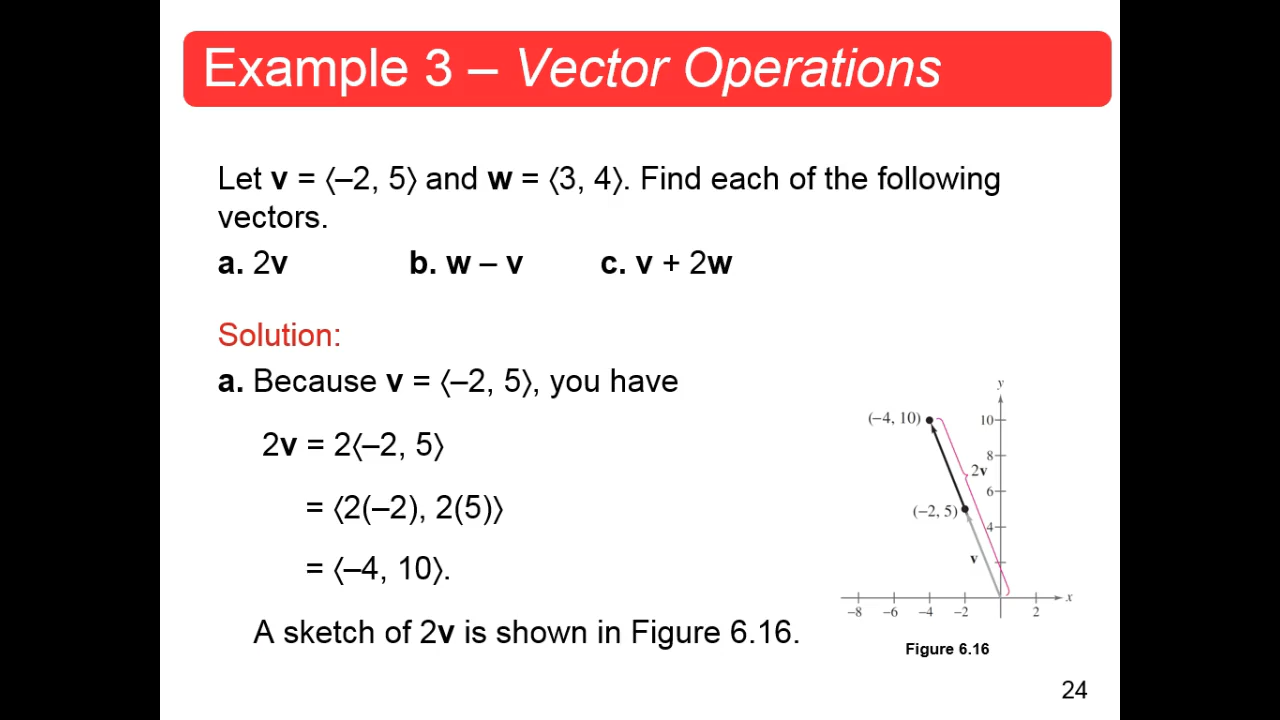 Example 3 – Vector Operations
Let v = ⟨–2, 5⟩ and w = ⟨3, 4⟩. Find each of the following
vectors.
a. 2v b. w – v c. v + 2w
Solution:
a. Because v = ⟨–2, 5⟩, you have
2v = 2⟨–2, 5⟩
= ⟨2(–2), 2(5)⟩
= ⟨–4, 10⟩.
A sketch of 2v is shown in Figure 6.16.
y
(–4, 10) 10
8
2v
6
(–2, 5)
4
v
x
–8 –6 –4 –2 2
Figure 6.16
24